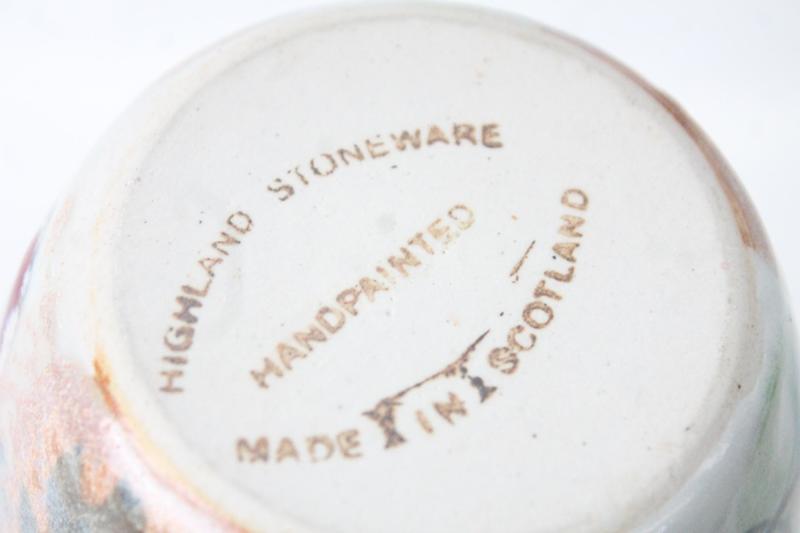 HIGHLAND STONEWARE
HANDPAINTED
MADE IN SCOTLAND